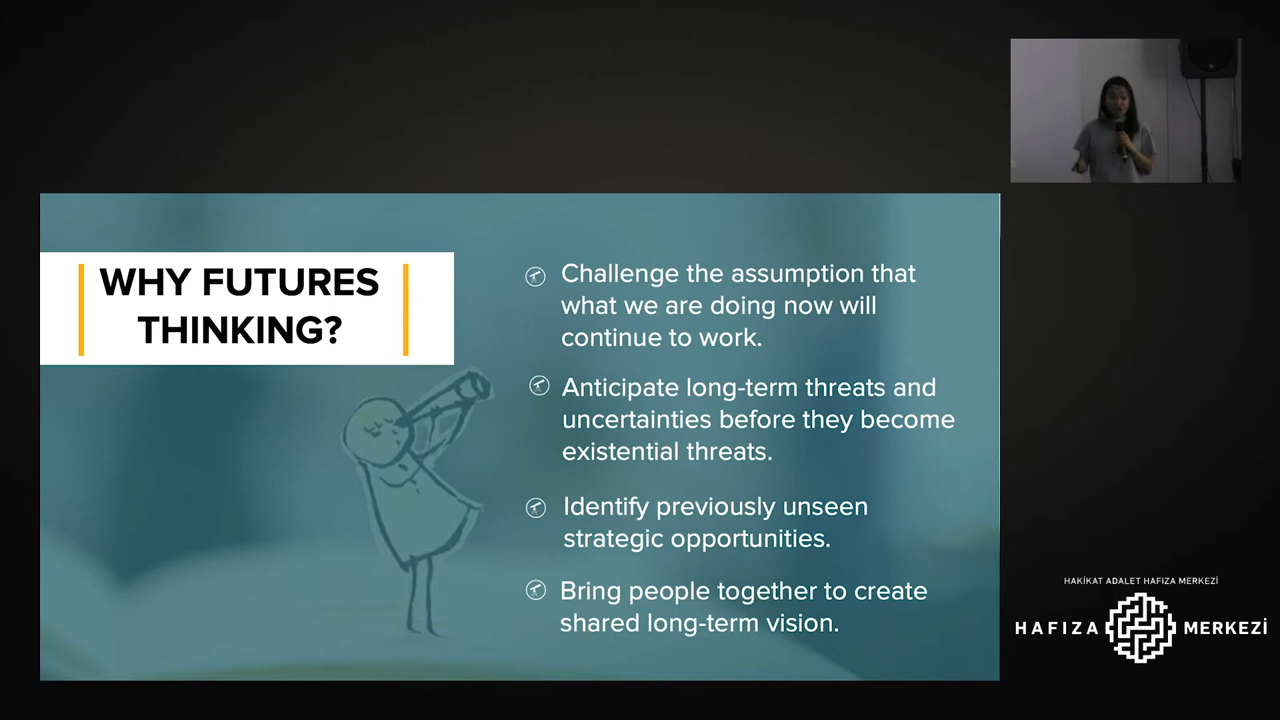 WHY FUTURES
THINKING?
Challenge the assumption that
what we are doing now will
continue to work.
Anticipate long-term threats and
uncertainties before they become
existential threats.
Identify previously unseen
strategic opportunities.
Bring people together to create
shared long-term vision.
HAKİKAT ADALET HAFIZA MERKEZİ
HAFIZA MERKEZİ